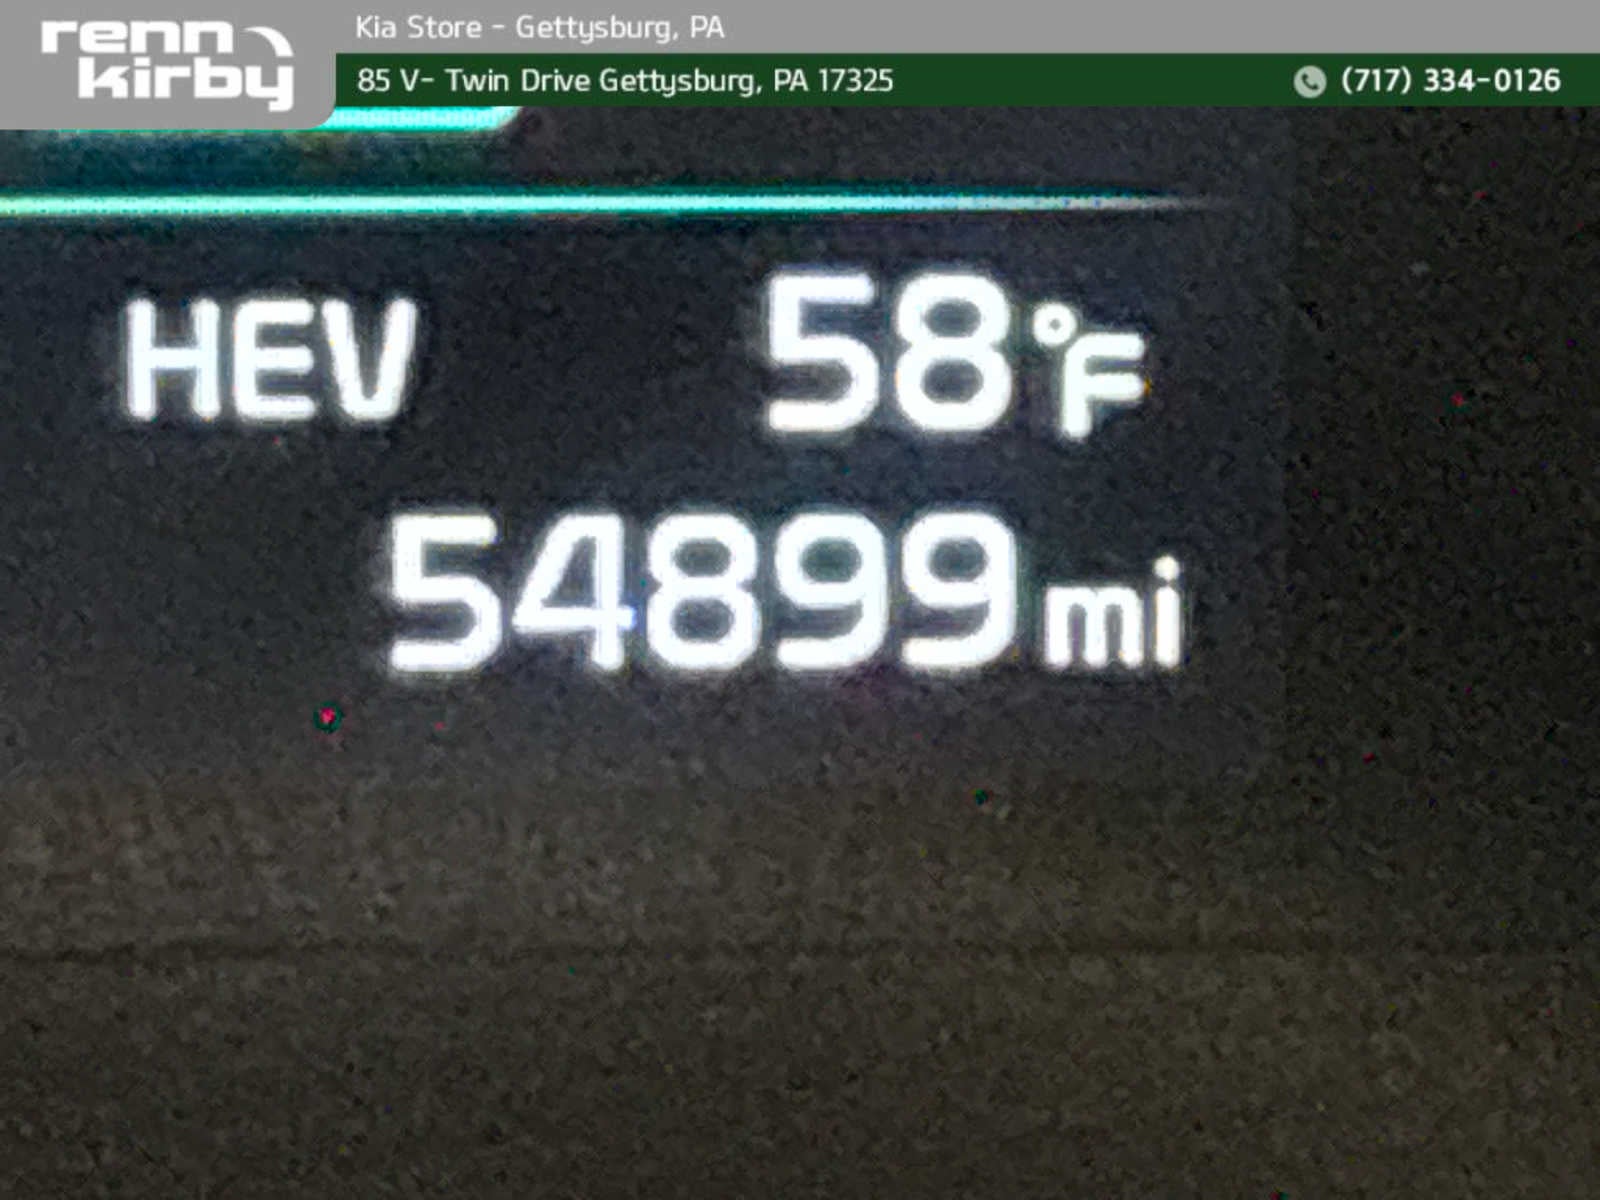 renn
kirby
Kia Store - Gettysburg, PA
85 V- Twin Drive Gettysburg, PA 17325
(717) 334-0126
HEV 58°F
54899 mi